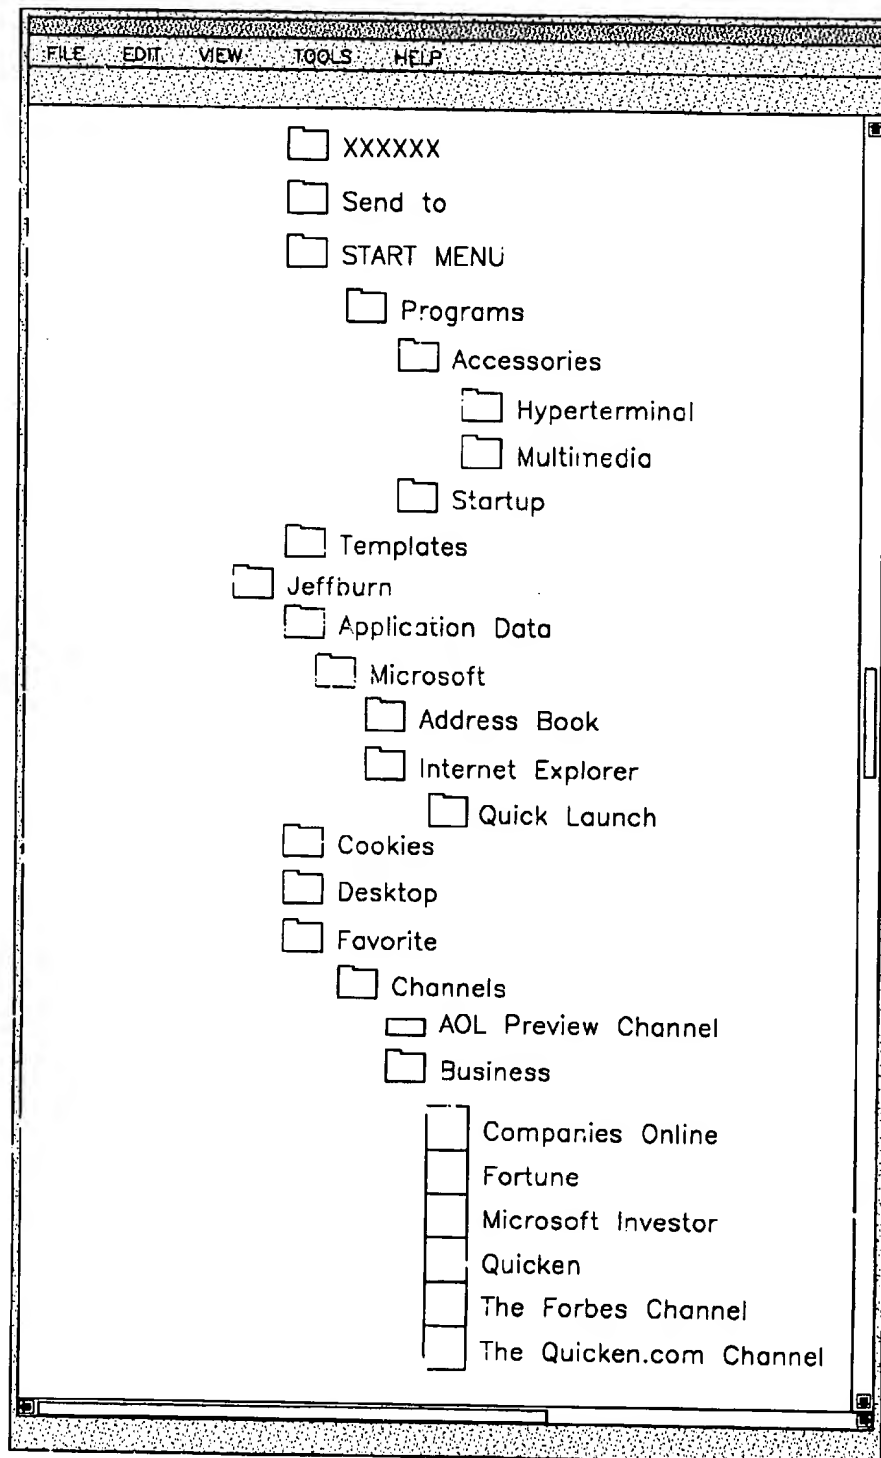 FILE EDIT VIEW TOOLS HELP
XXXXXX
Send to
START MENU
Programs
Accessories
Hyperterminal
Multimedia
Startup
Templates
Jeffburn
Application Data
Microsoft
Address Book
Internet Explorer
Quick Launch
Cookies
Desktop
Favorite
Channels
AOL Preview Channel
Business
Companies Online
Fortune
Microsoft Investor
Quicken
The Forbes Channel
The Quicken.com Channel